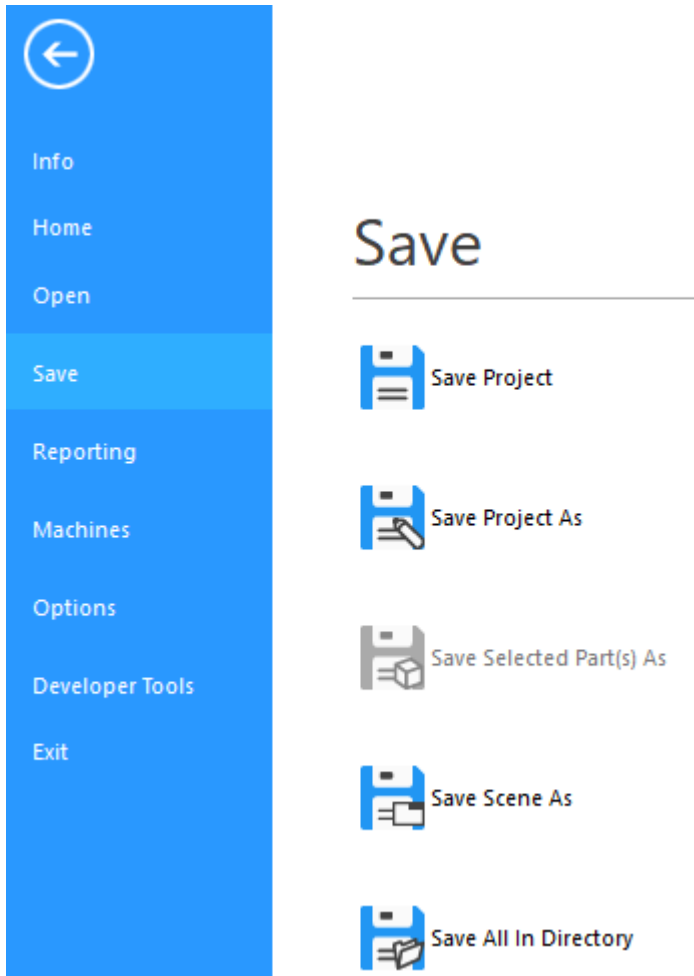 Info
Home
Open
Save
Reporting
Machines
Options
Developer Tools
Exit
Save
Save Project
Save Project As
Save Selected Part(s) As
Save Scene As
Save All In Directory